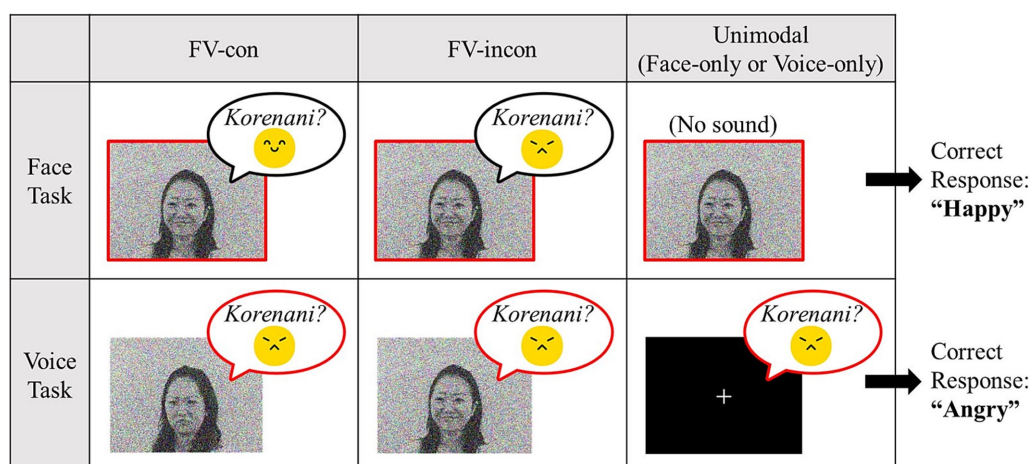 FV-con
FV-incon
Unimodal
(Face-only or Voice-only)
Face
Task
Korenani?
Korenani?
(No sound)
Correct
Response:
“Happy”
Voice
Task
Korenani?
Korenani?
Korenani?
Correct
Response:
“Angry”